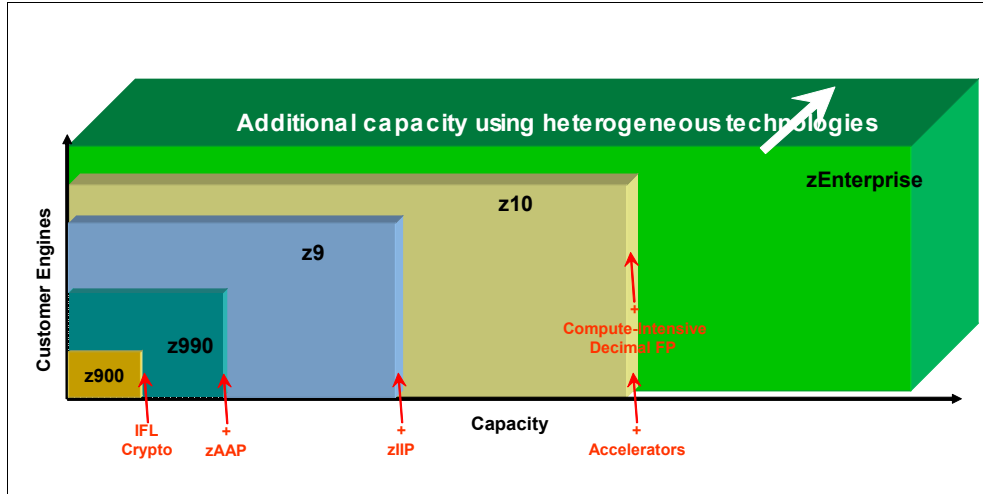 Additional capacity using heterogeneous technologies
zEnterprise
z10
z9
z990
z900
Customer Engines
+
Compute-Intensive
Decimal FP
Capacity
IFL
Crypto
+
zAAP
+
zIIP
+
Accelerators